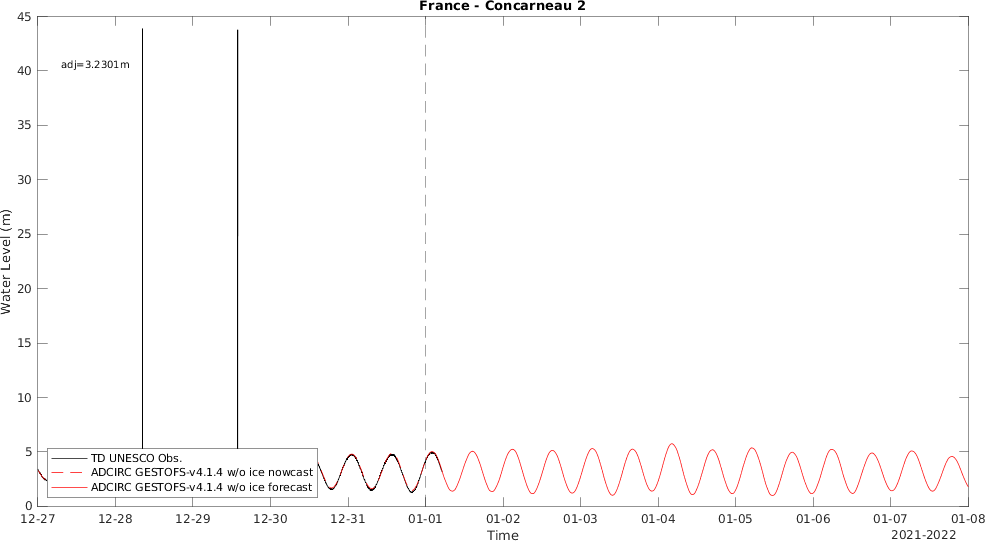 France - Concarneau 2
45
40
35
30
25
20
15
10
5
0
Water Level (m)
adj=3.2301m
TD UNESCO Obs.
ADCIRC GESTOFS-v4.1.4 w/o ice nowcast
ADCIRC GESTOFS-v4.1.4 w/o ice forecast
12-27 12-28 12-29 12-30 12-31 01-01 01-02 01-03 01-04 01-05 01-06 01-07 01-08
Time
2021-2022